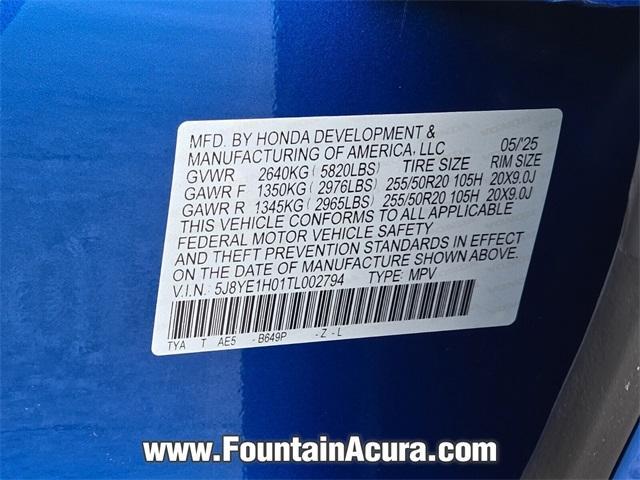 MFD. BY HONDA DEVELOPMENT & 05/'25
MANUFACTURING OF AMERICA, LLC
GVWR 2640KG (5820LBS) TIRE SIZE RIM SIZE
GAWR F 1350KG (2976LBS) 255/50R20 105H 20X9.0J
GAWR R 1345KG (2965LBS) 255/50R20 105H 20X9.0J
THIS VEHICLE CONFORMS TO ALL APPLICABLE
FEDERAL MOTOR VEHICLE SAFETY
AND THEFT PREVENTION STANDARDS IN EFFECT
ON THE DATE OF MANUFACTURE SHOWN ABOVE.
V.I.N.: 5J8YE1H01TL002794 TYPE: MPV
TYA T AE5 - B649P - Z - L
www.FountainAcura.com